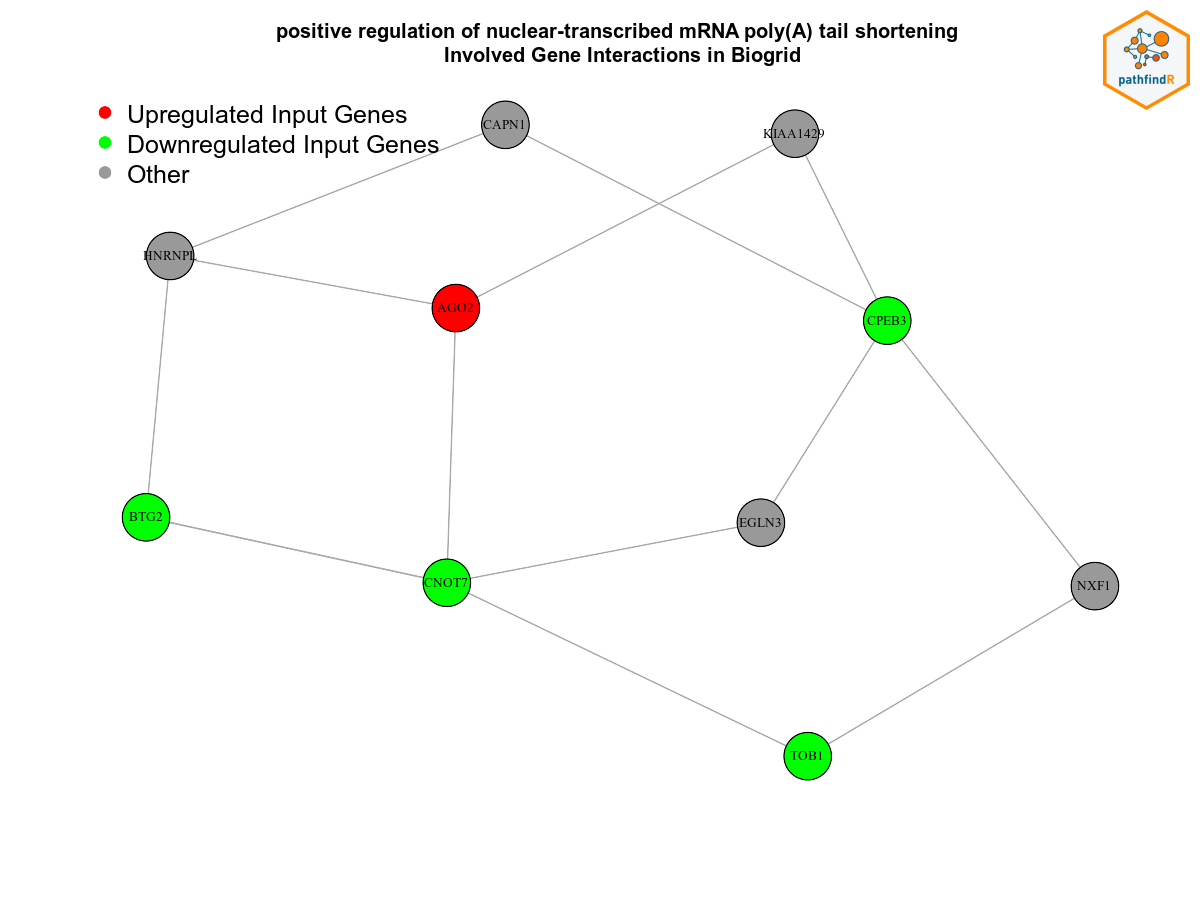 positive regulation of nuclear-transcribed mRNA poly(A) tail shortening
Involved Gene Interactions in Biogrid
pathfindR
Upregulated Input Genes
Downregulated Input Genes
Other
CAPN1
KIAA1429
HNRNPL
AGO2
CPEB3
BTG2
EGLN3
CNOT7
NXF1
TOB1